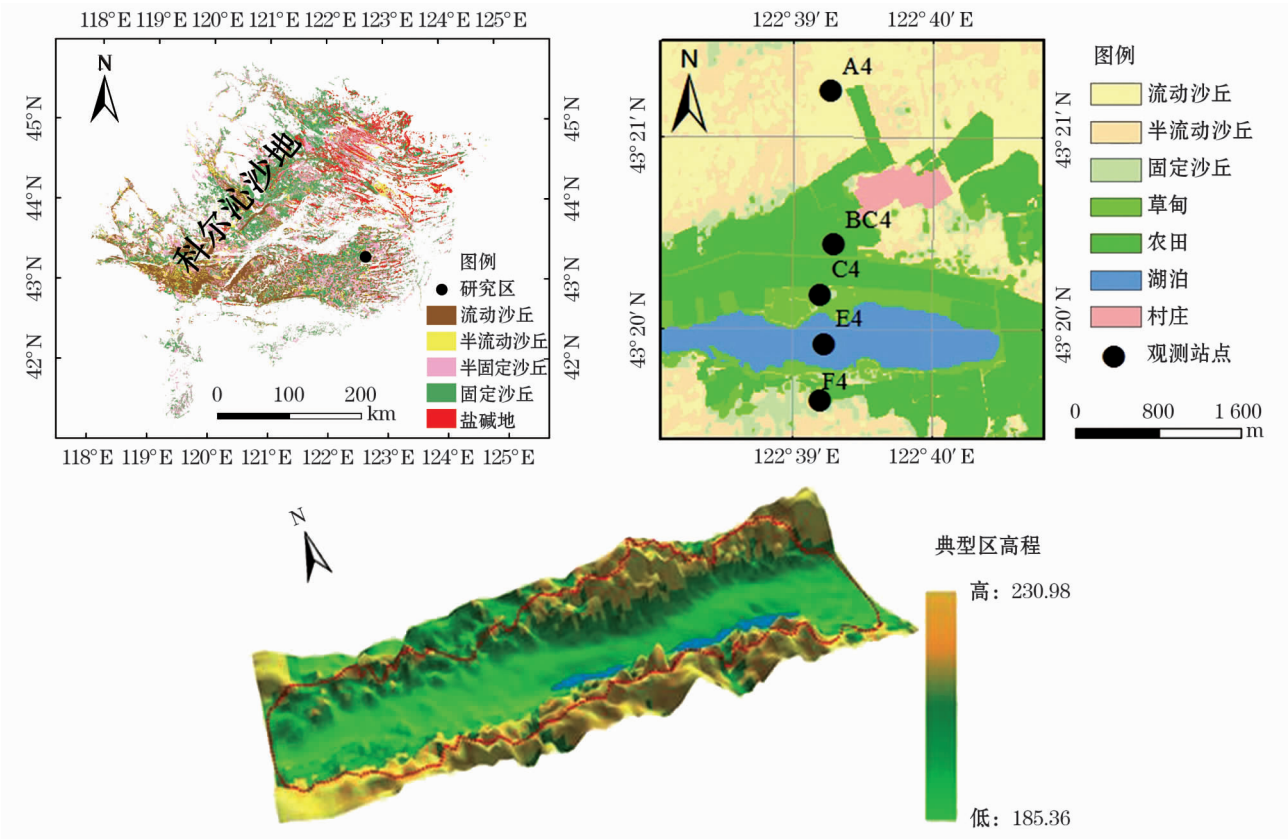 118° E 119° E 120° E 121° E 122° E 123° E 124° E 125° E
N
45° N
44° N
43° N
42° N
45° N
44° N
43° N
42° N
科尔沁沙地
图例
研究区
流动沙丘
半流动沙丘
半固定沙丘
固定沙丘
盐碱地
0 100 200
km
118° E 119° E 120° E 121° E 122° E 123° E 124° E 125° E
122° 39′ E 122° 40′ E
N
43° 21′ N
43° 20′ N
43° 21′ N
43° 20′ N
A4
BC4
C4
E4
F4
122° 39′ E 122° 40′ E
图例
流动沙丘
半流动沙丘
固定沙丘
草甸
农田
湖泊
村庄
观测站点
0 800 1 600
m
N
典型区高程
高: 230.98
低: 185.36